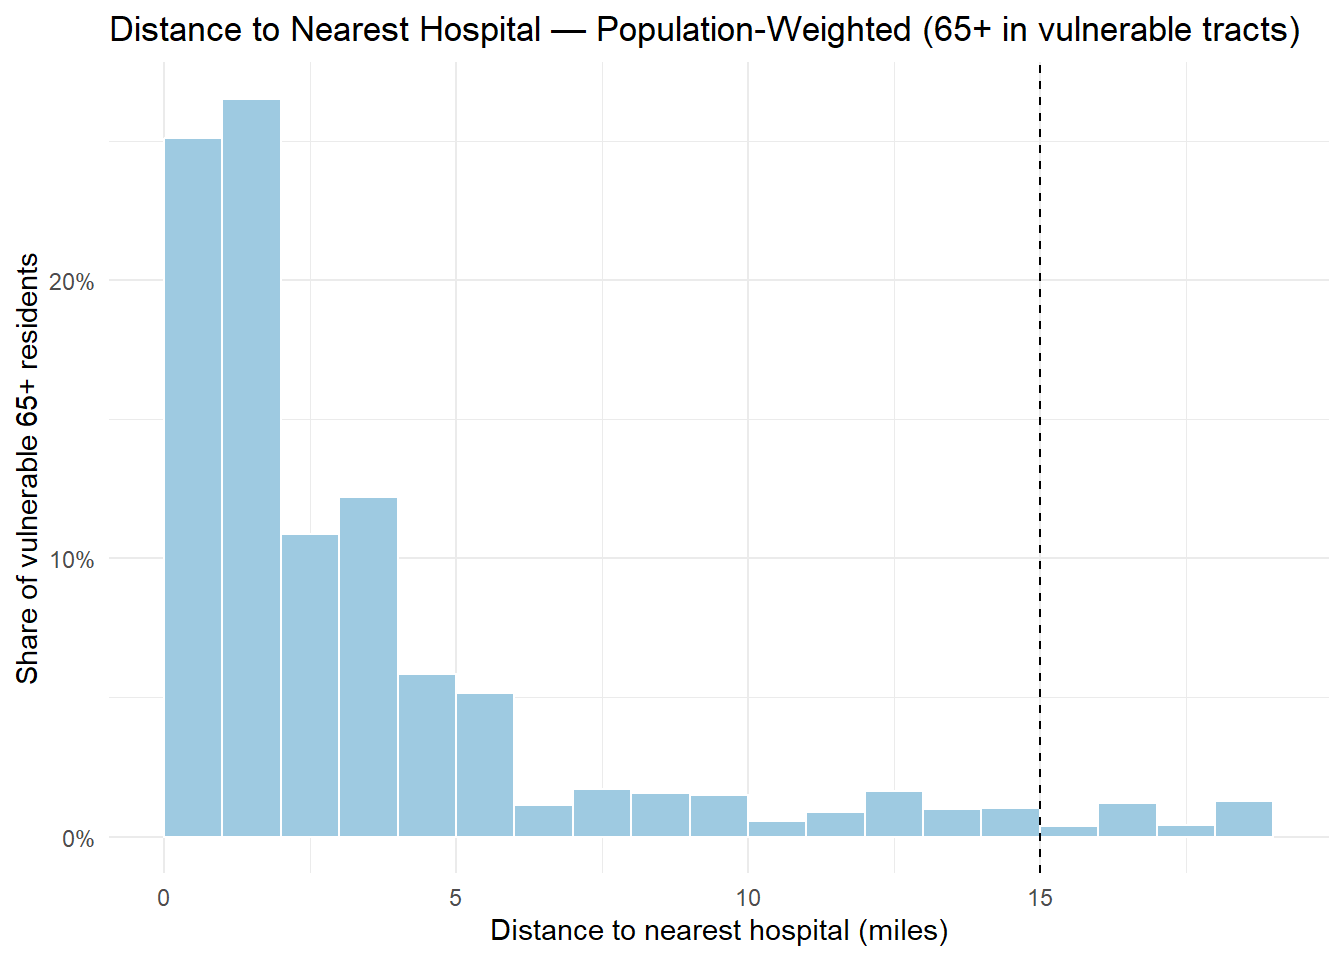 Distance to Nearest Hospital — Population-Weighted (65+ in vulnerable tracts)
Share of vulnerable 65+ residents
20%
10%
0%
0 5 10 15
Distance to nearest hospital (miles)